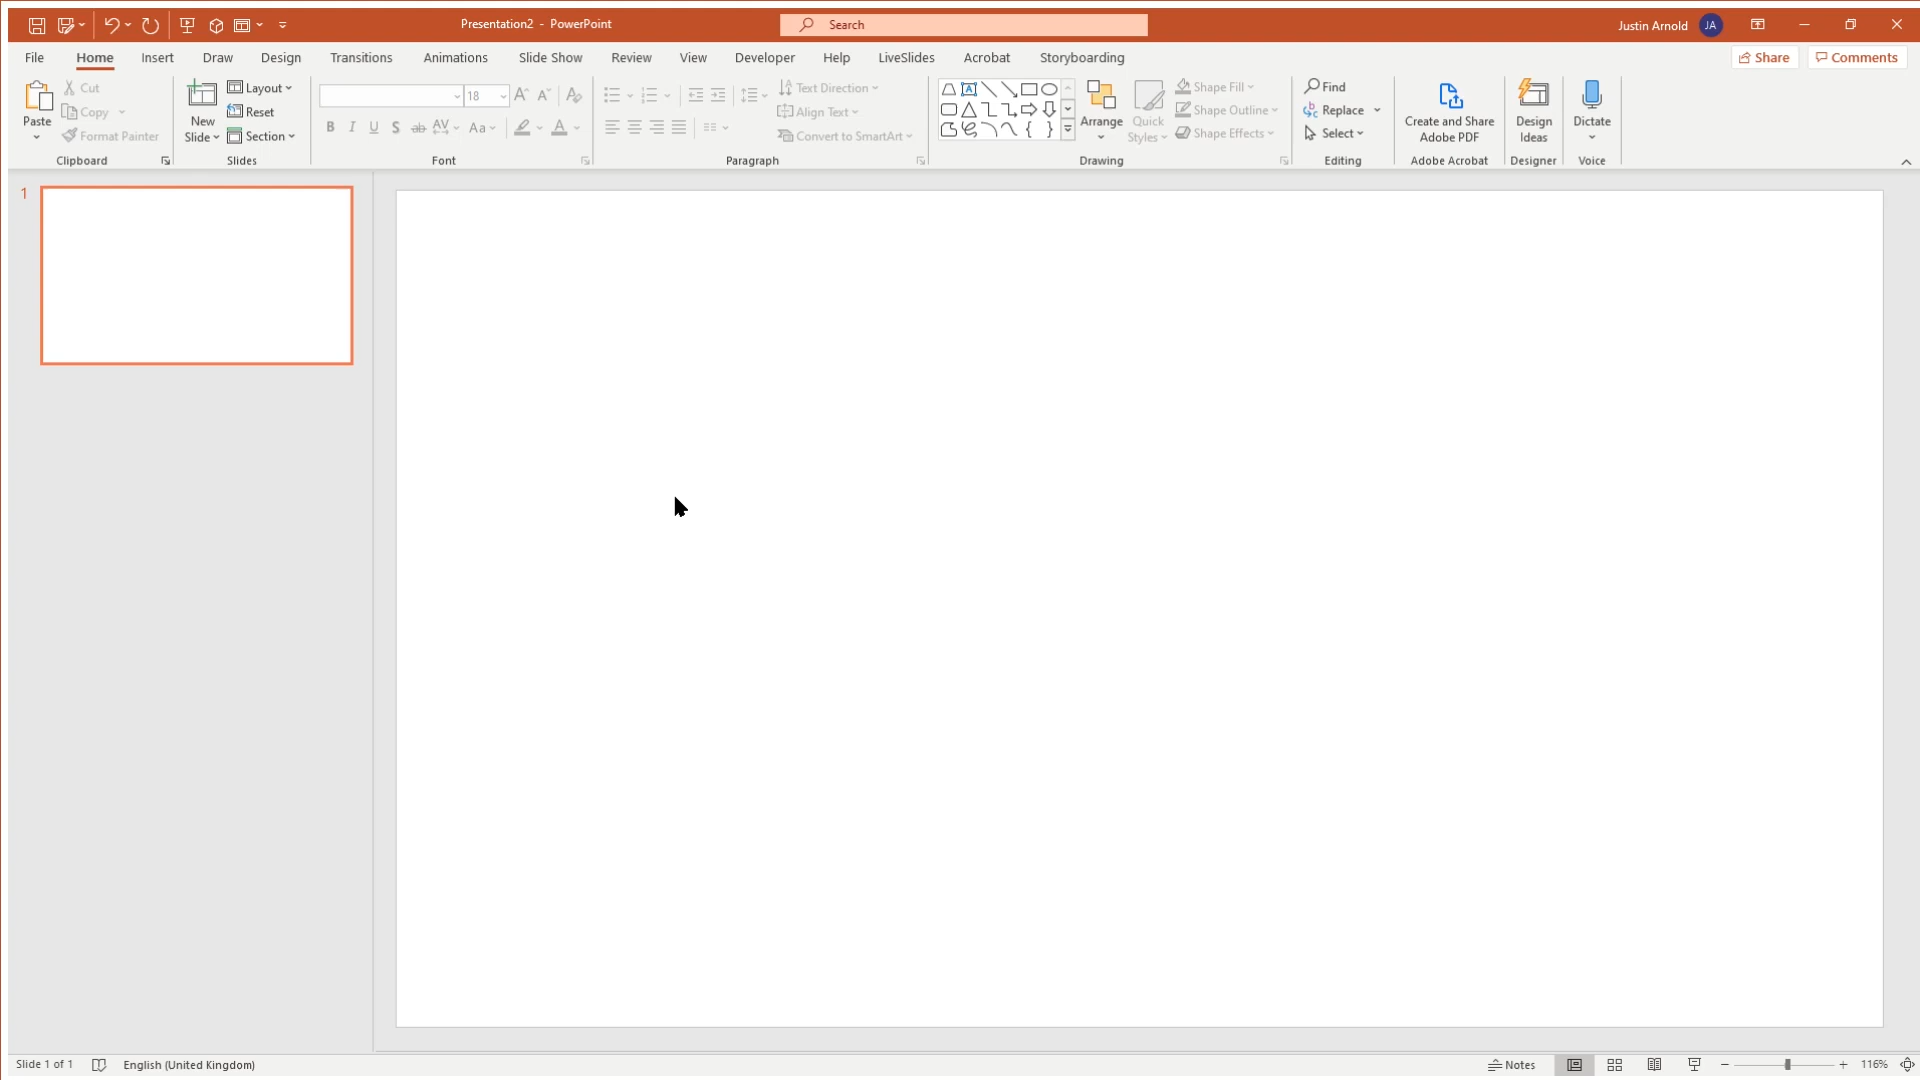 Presentation2 - PowerPoint
Search
Justin Arnold JA
File Home Insert Draw Design Transitions Animations Slide Show Review View Developer Help LiveSlides Acrobat Storyboarding
Share Comments
Paste
Cut
Copy
Format Painter
Clipboard
New
Slide
Layout
Reset
Section
Slides
18
B I U S ab AV Aa A
Font
Text Direction
Align Text
Convert to SmartArt
Paragraph
Arrange
Quick
Styles
Shape Fill
Shape Outline
Shape Effects
Drawing
Find
Replace
Select
Editing
Create and Share
Adobe PDF
Adobe Acrobat
Design
Ideas
Designer
Dictate
Voice
1
Slide 1 of 1 English (United Kingdom) Notes 116%